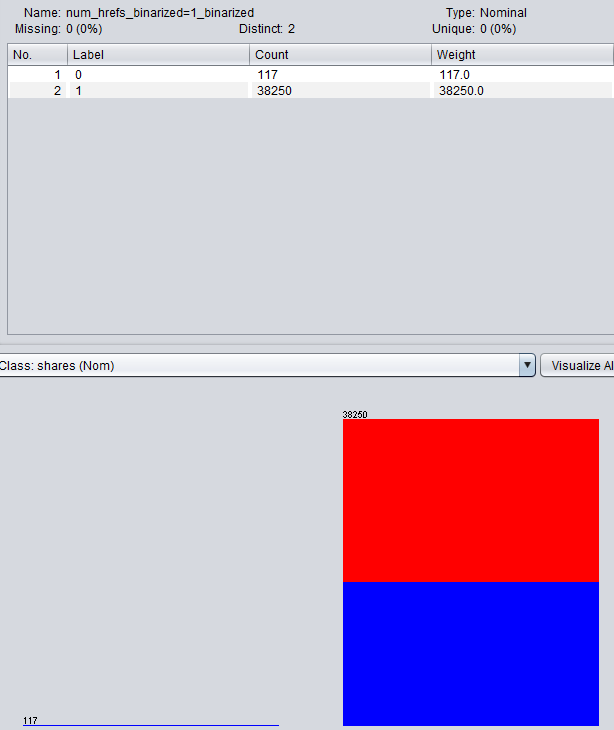 Name: num_hrefs_binarized=1_binarized Type: Nominal
Missing: 0 (0%) Distinct: 2 Unique: 0 (0%)
No. Label Count Weight
1 0 117 117.0
2 1 38250 38250.0
Class: shares (Nom) Visualize Al
38250
117